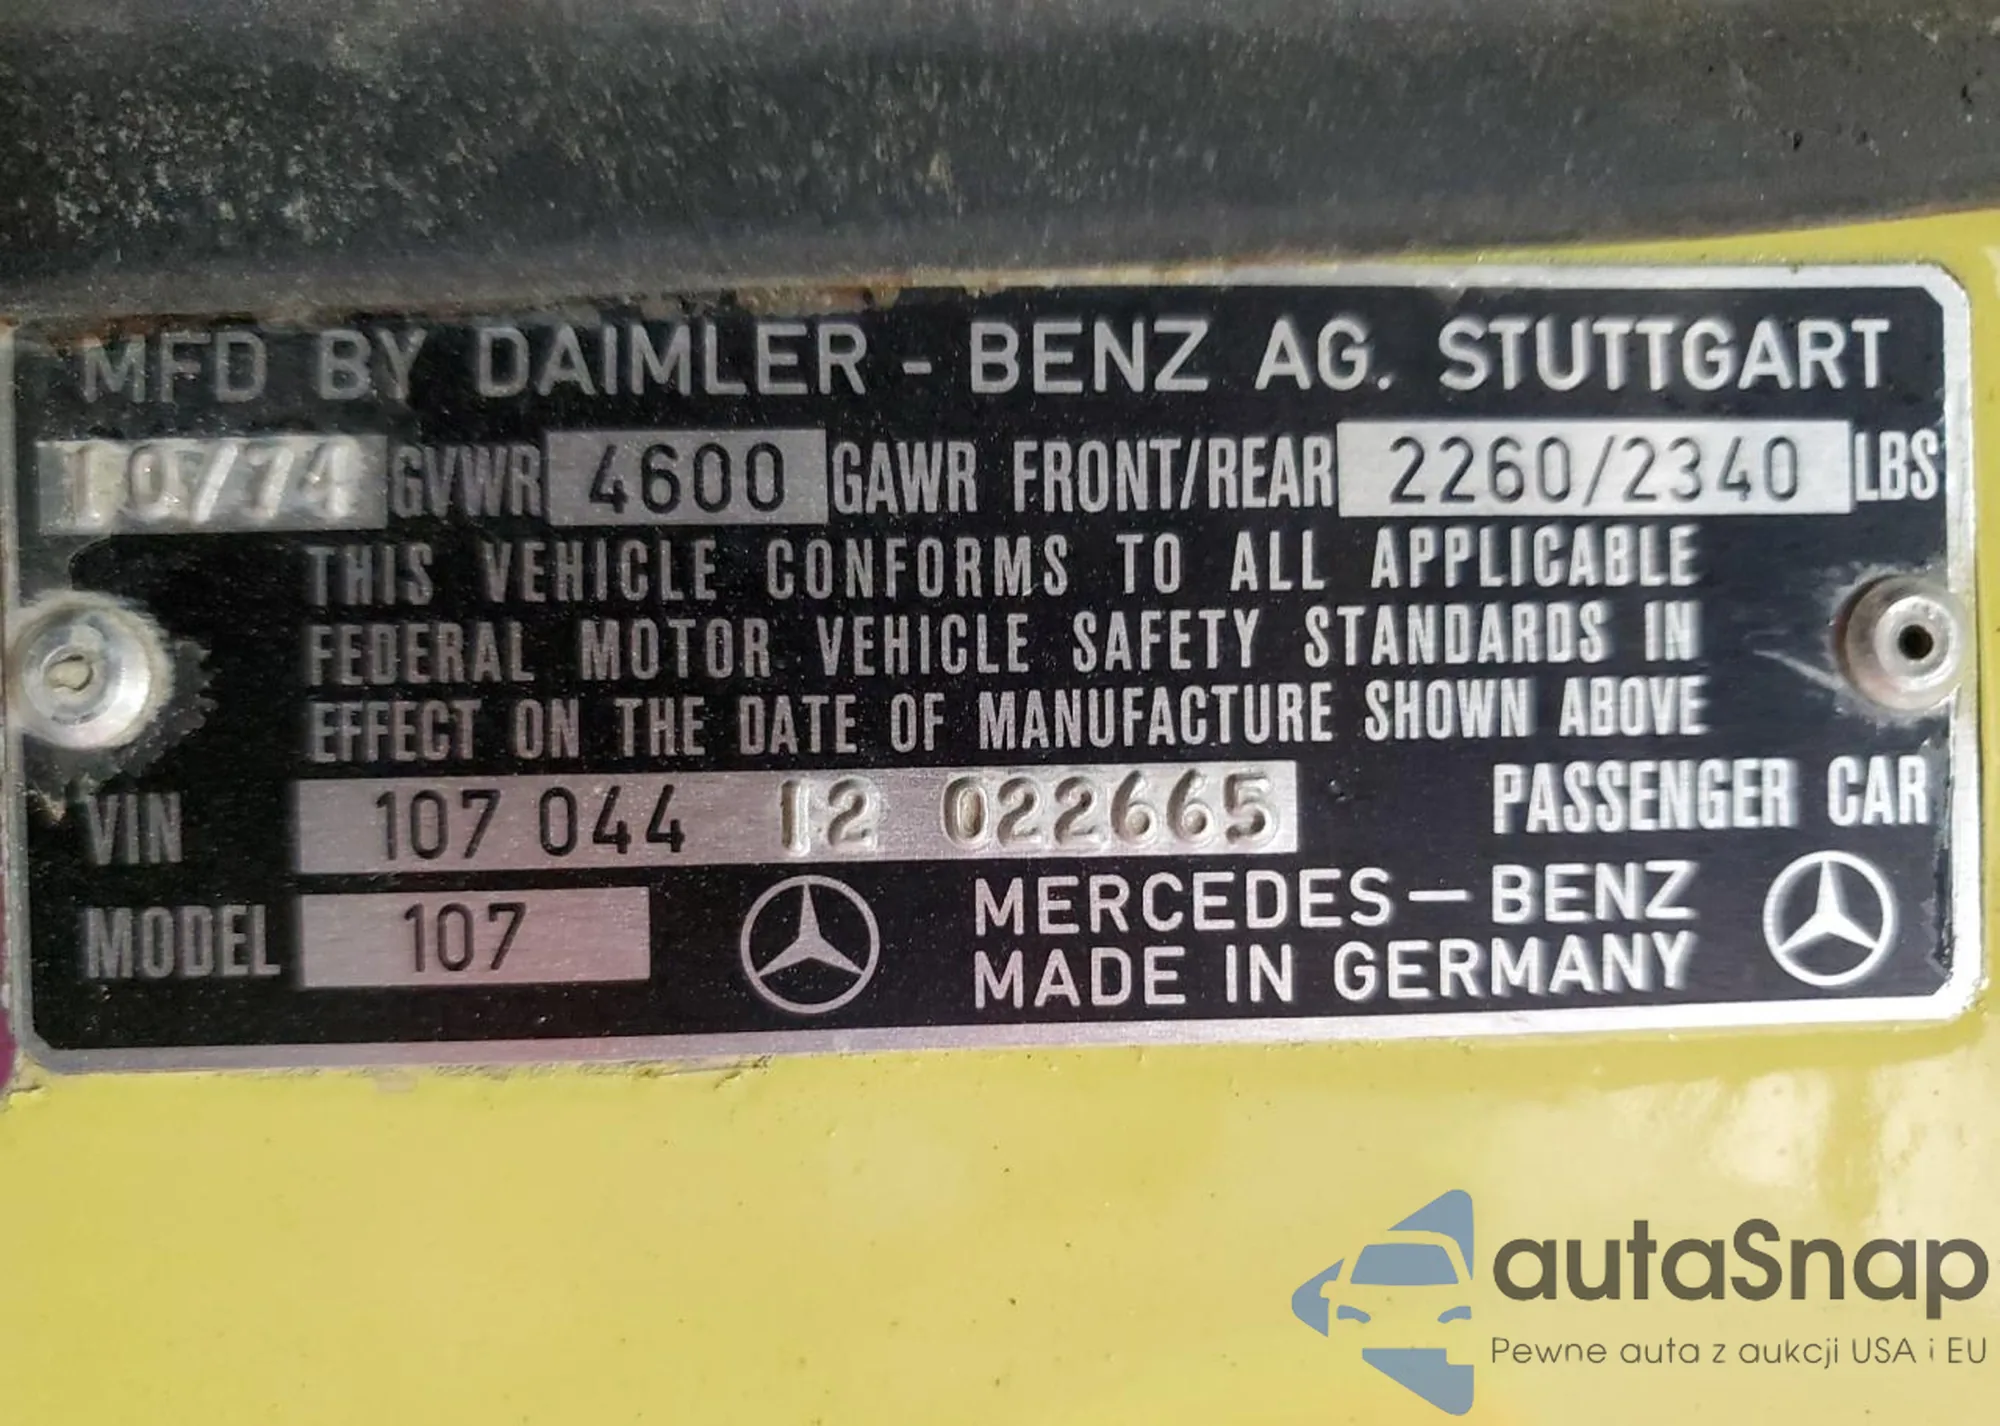 MFD BY DAIMLER - BENZ AG. STUTTGART
10/74 GVWR 4600 GAWR FRONT/REAR 2260/2340 LBS
THIS VEHICLE CONFORMS TO ALL APPLICABLE
FEDERAL MOTOR VEHICLE SAFETY STANDARDS IN
EFFECT ON THE DATE OF MANUFACTURE SHOWN ABOVE
VIN 107 044 12 022665 PASSENGER CAR
MODEL 107 MERCEDES-BENZ
MADE IN GERMANY
autaSnap
Pewne auta z aukcji USA i EU